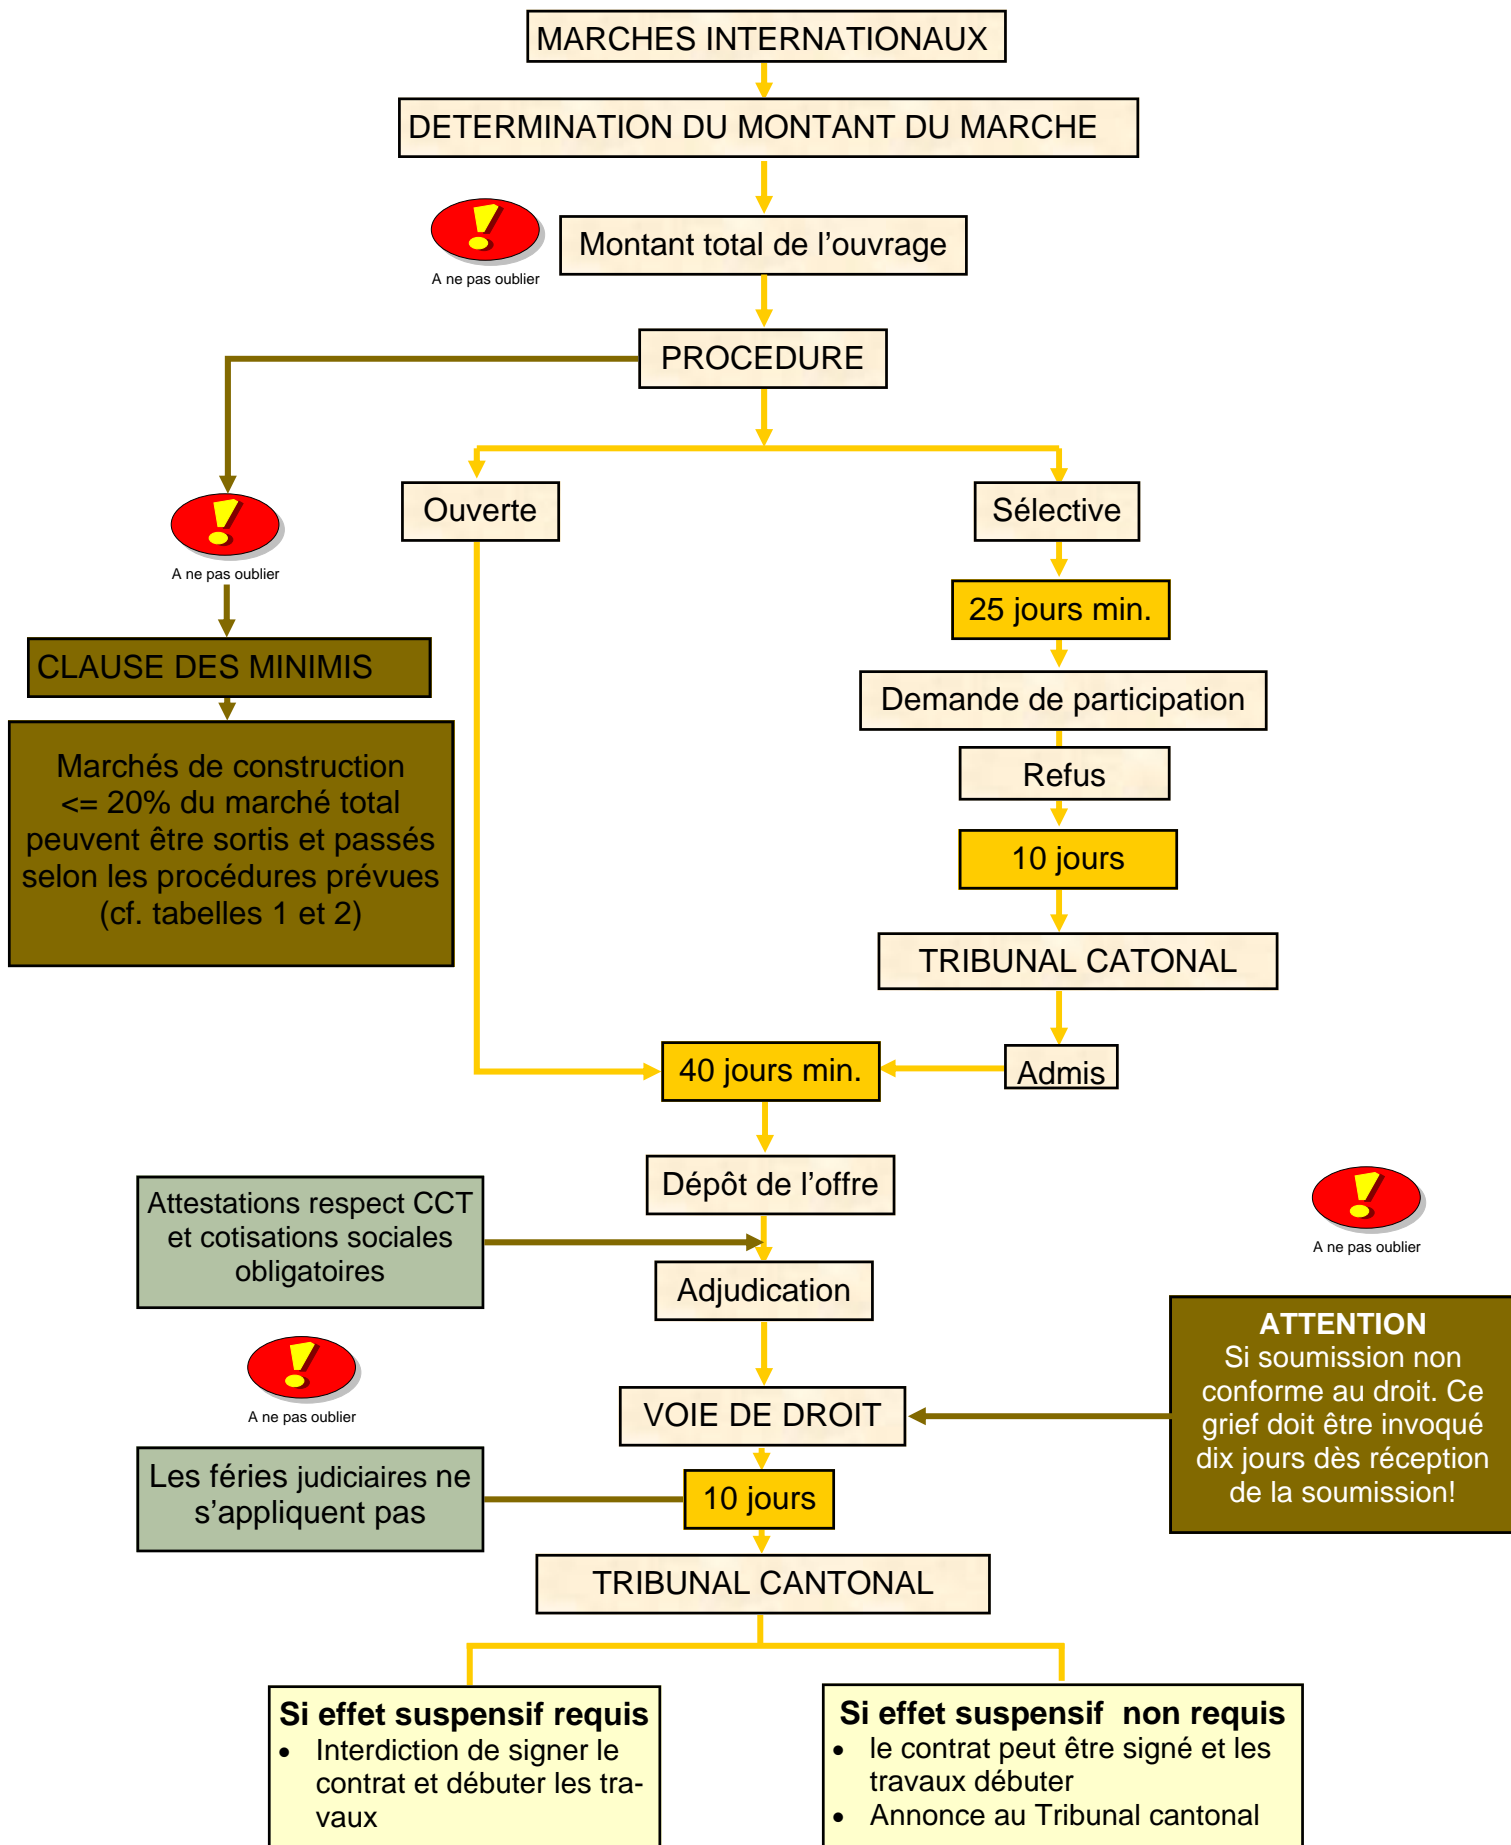 MARCHES INTERNATIONAUX
DETERMINATION DU MONTANT DU MARCHE
A ne pas oublier
Montant total de l’ouvrage
PROCEDURE
Ouverte
Sélective
A ne pas oublier
25 jours min.
CLAUSE DES MINIMIS
Demande de participation
Marchés de construction
<= 20% du marché total
peuvent être sortis et passés
selon les procédures prévues
(cf. tabelles 1 et 2)
Refus
10 jours
TRIBUNAL CATONAL
40 jours min.
Admis
Dépôt de l’offre
Attestations respect CCT
et cotisations sociales
obligatoires
A ne pas oublier
Adjudication
ATTENTION
Si soumission non
conforme au droit. Ce
grief doit être invoqué
dix jours dès réception
de la soumission!
A ne pas oublier
VOIE DE DROIT
Les féries judiciaires ne
s’appliquent pas
10 jours
TRIBUNAL CANTONAL
Si effet suspensif requis
• Interdiction de signer le
contrat et débuter les tra-
vaux
Si effet suspensif non requis
• le contrat peut être signé et les
travaux débuter
• Annonce au Tribunal cantonal